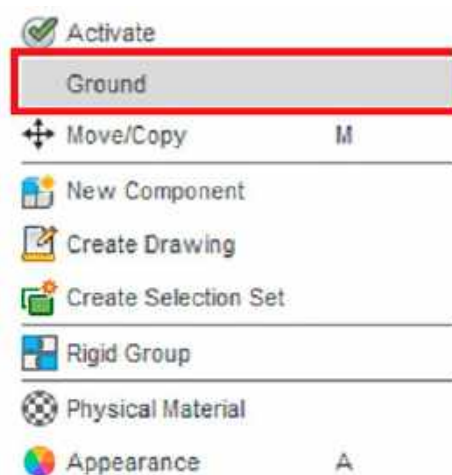 Activate
Ground
Move/Copy M
New Component
Create Drawing
Create Selection Set
Rigid Group
Physical Material
Appearance A